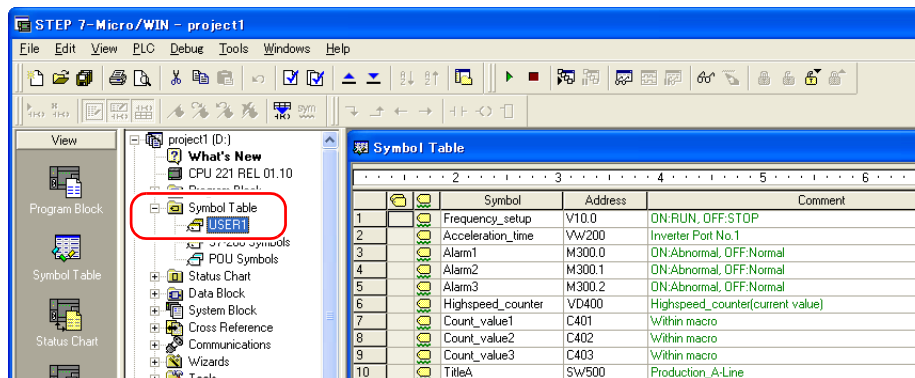 STEP 7-Micro/WIN - project1
File Edit View PLC Debug Tools Windows Help
sym
View
Program Block
Symbol Table
Status Chart
project1 (D:)
What's New
CPU 221 REL 01.10
Program Block
Symbol Table
USER1
S7-200 Symbols
POU Symbols
Status Chart
Data Block
System Block
Cross Reference
Communications
Wizards
Tools
Symbol Table
2 3 4 5 6
Symbol Address Comment
1 Frequency_setup V10.0 ON:RUN, OFF:STOP
2 Acceleration_time VW200 Inverter Port No.1
3 Alarm1 M300.0 ON:Abnormal, OFF:Normal
4 Alarm2 M300.1 ON:Abnormal, OFF:Normal
5 Alarm3 M300.2 ON:Abnormal, OFF:Normal
6 Highspeed_counter VD400 Highspeed_counter(current value)
7 Count_value1 C401 Within macro
8 Count_value2 C402 Within macro
9 Count_value3 C403 Within macro
10 TitleA SW500 Production_A-Line